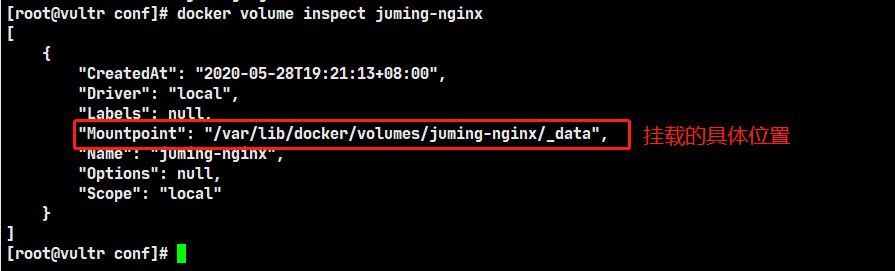 [root@vultr conf]# docker volume inspect juming-nginx
[
    {
        "CreatedAt": "2020-05-28T19:21:13+08:00",
        "Driver": "local",
        "Labels": null,
        "Mountpoint": "/var/lib/docker/volumes/juming-nginx/_data", 挂载的具体位置
        "Name": "juming-nginx",
        "Options": null,
        "Scope": "local"
    }
]
[root@vultr conf]#